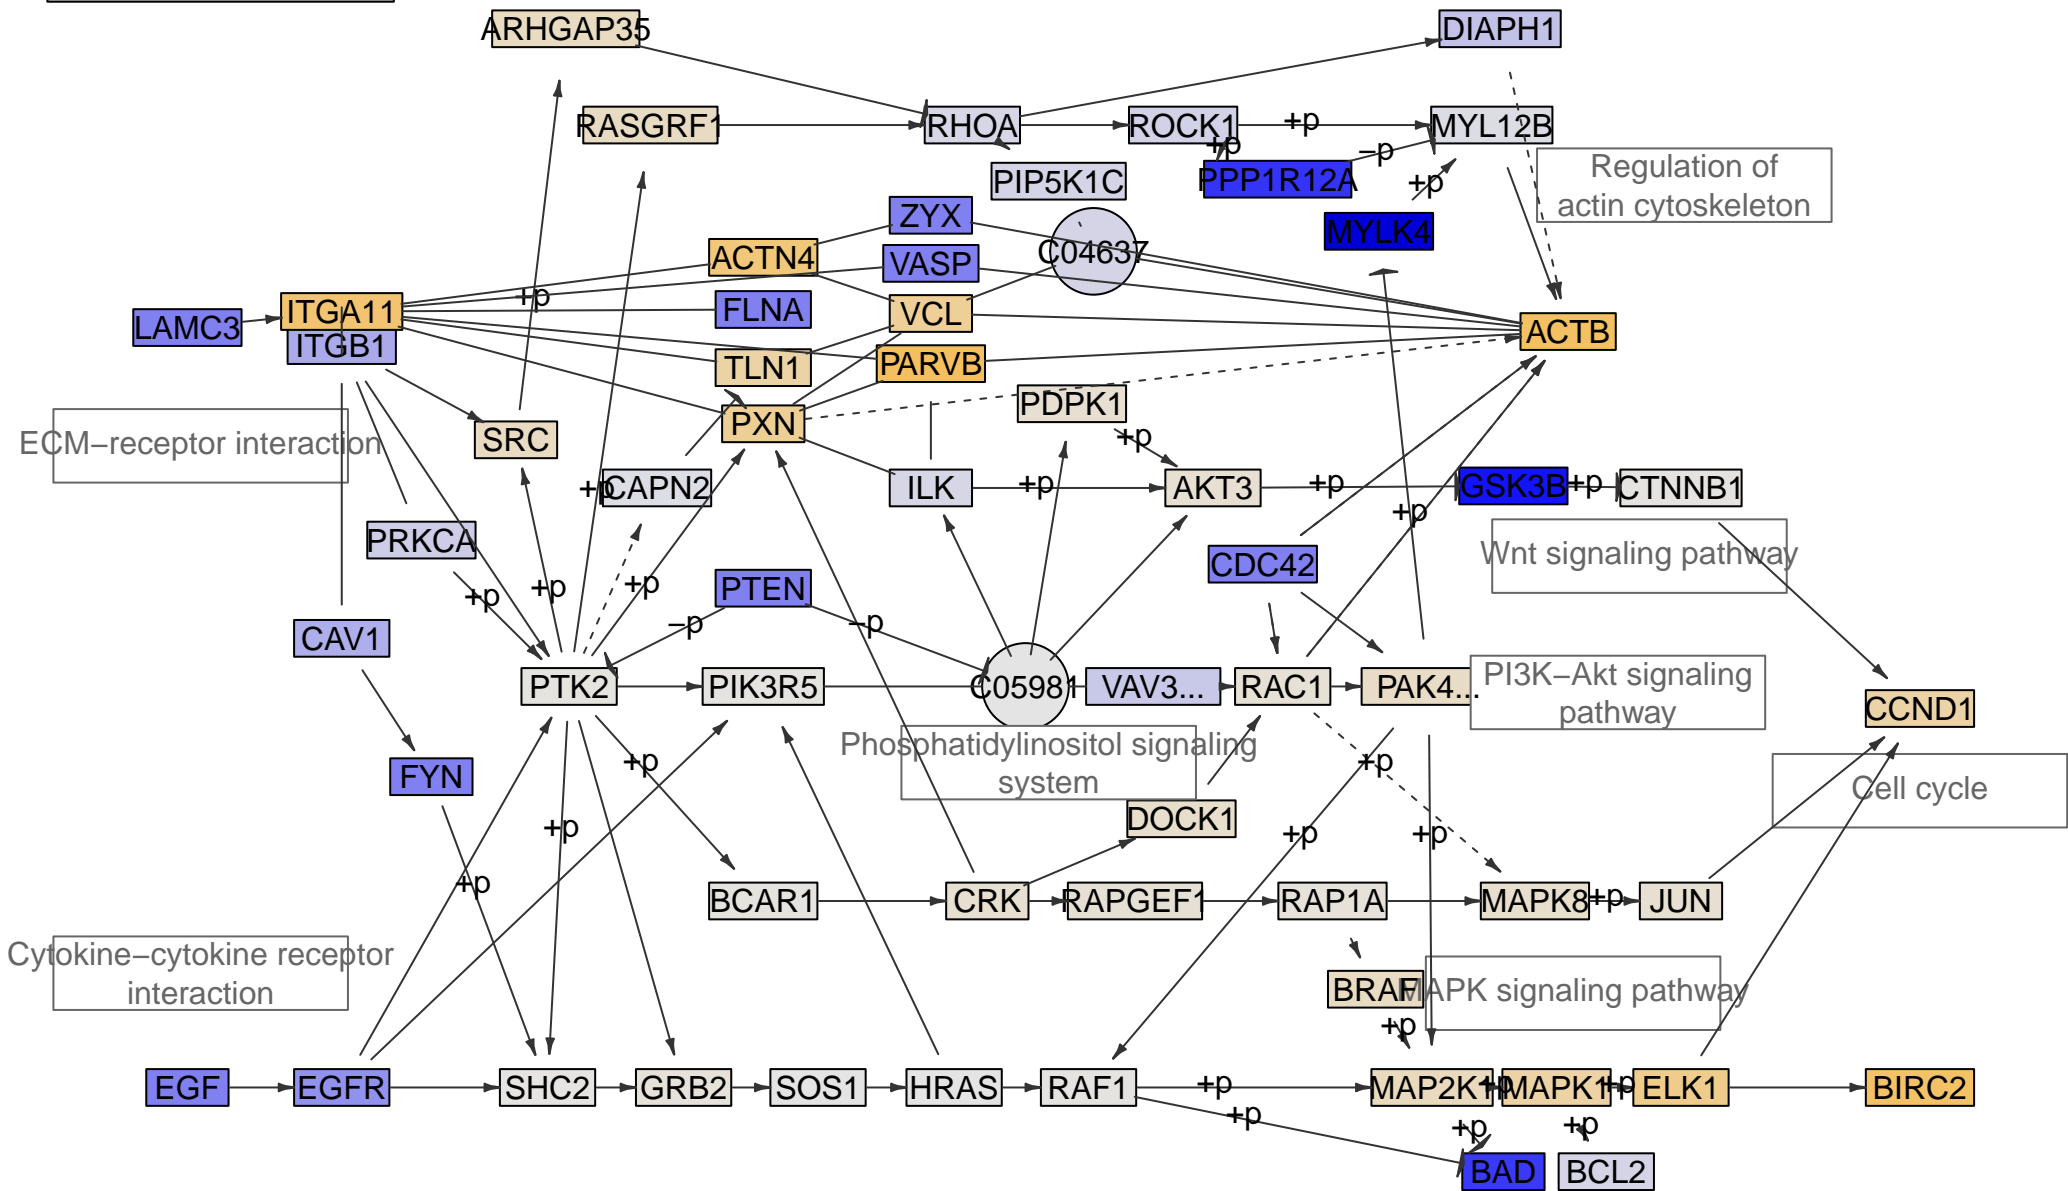 ARHGAP35
DIAPH1
RASGRF1
RHOA
ROCK1
+p
MYL12B
+p
−p
Regulation of
actin cytoskeleton
PIP5K1C
PPP1R12A
+p
ZYX
MYLK4
ACTN4
VASP
C04637
+p
ITGA11
LAMC3
FLNA
VCL
ACTB
ITGB1
TLN1
PARVB
PDPK1
PXN
ECM−receptor interaction
SRC
+p
+p
CAPN2
ILK
+p
AKT3
+p
GSK3B
+p
CTNNB1
+p
PRKCA
Wnt signaling pathway
CDC42
+p
+p
+p
PTEN
−p
−p
CAV1
PTK2
PIK3R5
C05981
VAV3...
RAC1
PAK4...
PI3K−Akt signaling
pathway
CCND1
Phosphatidylinositol signaling
system
+p
+p
FYN
Cell cycle
+p
DOCK1
+p
+p
+p
BCAR1
CRK
RAPGEF1
RAP1A
MAPK8
+p
JUN
Cytokine−cytokine receptor
interaction
BRAF
MAPK signaling pathway
+p
EGF
EGFR
SHC2
GRB2
SOS1
HRAS
RAF1
+p
MAP2K1
+p
MAPK1
+p
ELK1
BIRC2
+p
+p
+p
BAD
BCL2